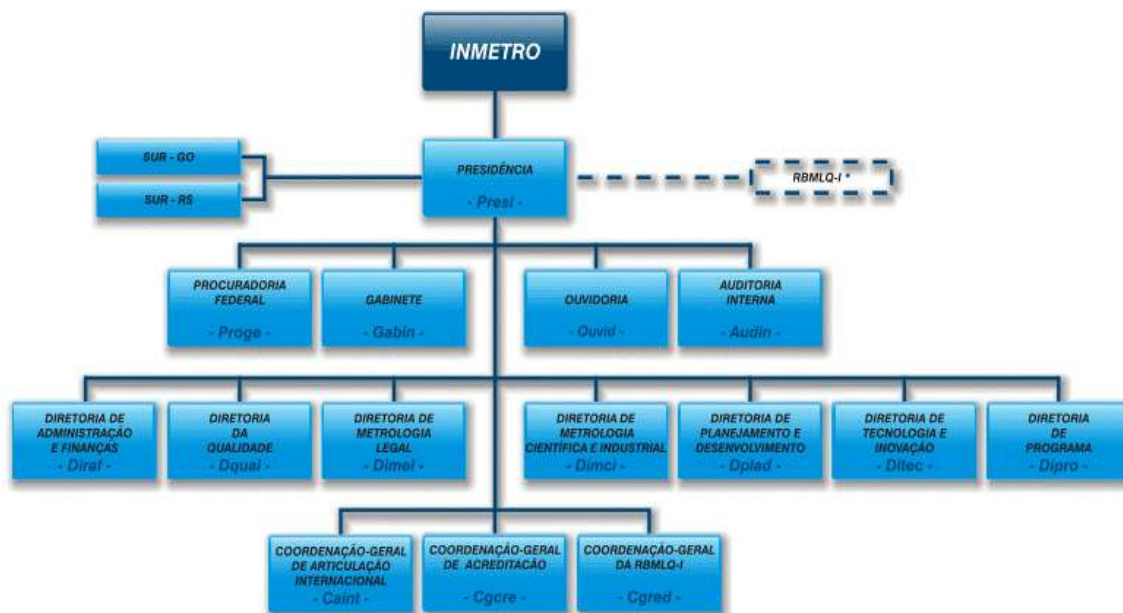 INMETRO
SUR - GO
SUR - RS
PRESIDÊNCIA
- Presi -
RBMLQ-I *
PROCURADORIA
FEDERAL
- Proge -
GABINETE
- Gabin -
OUVIDORIA
- Ouvid -
AUDITORIA
INTERNA
- Audin -
DIRETORIA DE
ADMINISTRAÇÃO
E FINANÇAS
- Diraf -
DIRETORIA
DA
QUALIDADE
- Dqual -
DIRETORIA DE
METROLOGIA
LEGAL
- Dimel -
DIRETORIA DE
METROLOGIA
CIENTÍFICA E INDUSTRIAL
- Dimci -
DIRETORIA DE
PLANEJAMENTO E
DESENVOLVIMENTO
- Dplad -
DIRETORIA DE
TECNOLOGIA E
INOVAÇÃO
- Ditec -
DIRETORIA
DE
PROGRAMA
- Dipro -
COORDENAÇÃO-GERAL
DE ARTICULAÇÃO
INTERNACIONAL
- Caint -
COORDENAÇÃO-GERAL
DE ACREDITACÃO
- Cgcre -
COORDENAÇÃO-GERAL
DA RBMLQ-I
- Cgred -